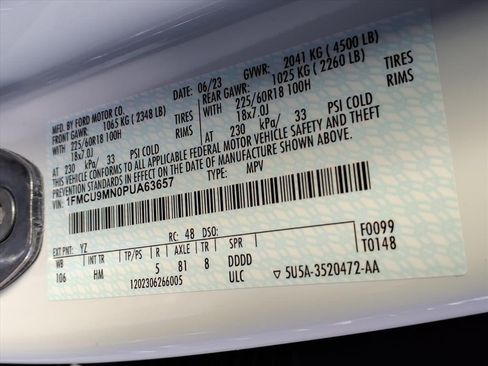 MFD. BY FORD MOTOR CO.
DATE: 06/23 GVWR: 2041 KG ( 4500 LB)
FRONT GAWR: 1065 KG ( 2348 LB) REAR GAWR: 1025 KG ( 2260 LB)
WITH 225/60R18 100H TIRES WITH 225/60R18 100H TIRES
18x7.0J RIMS 18x7.0J RIMS
AT 230 kPa/ 33 PSI COLD AT 230 kPa/ 33 PSI COLD
THIS VEHICLE CONFORMS TO ALL APPLICABLE FEDERAL MOTOR VEHICLE SAFETY AND THEFT
PREVENTION STANDARDS IN EFFECT ON THE DATE OF MANUFACTURE SHOWN ABOVE.
VIN: 1FMCU9MN0PUA63657 TYPE: MPV
F0099
T0148
EXT PNT: YZ RC: 48 DSO:
WB TP/PS R AXLE TR SPR
106 HM 5 81 8 DDDD
1202306266005 ULC ▼ 5U5A-3520472-AA